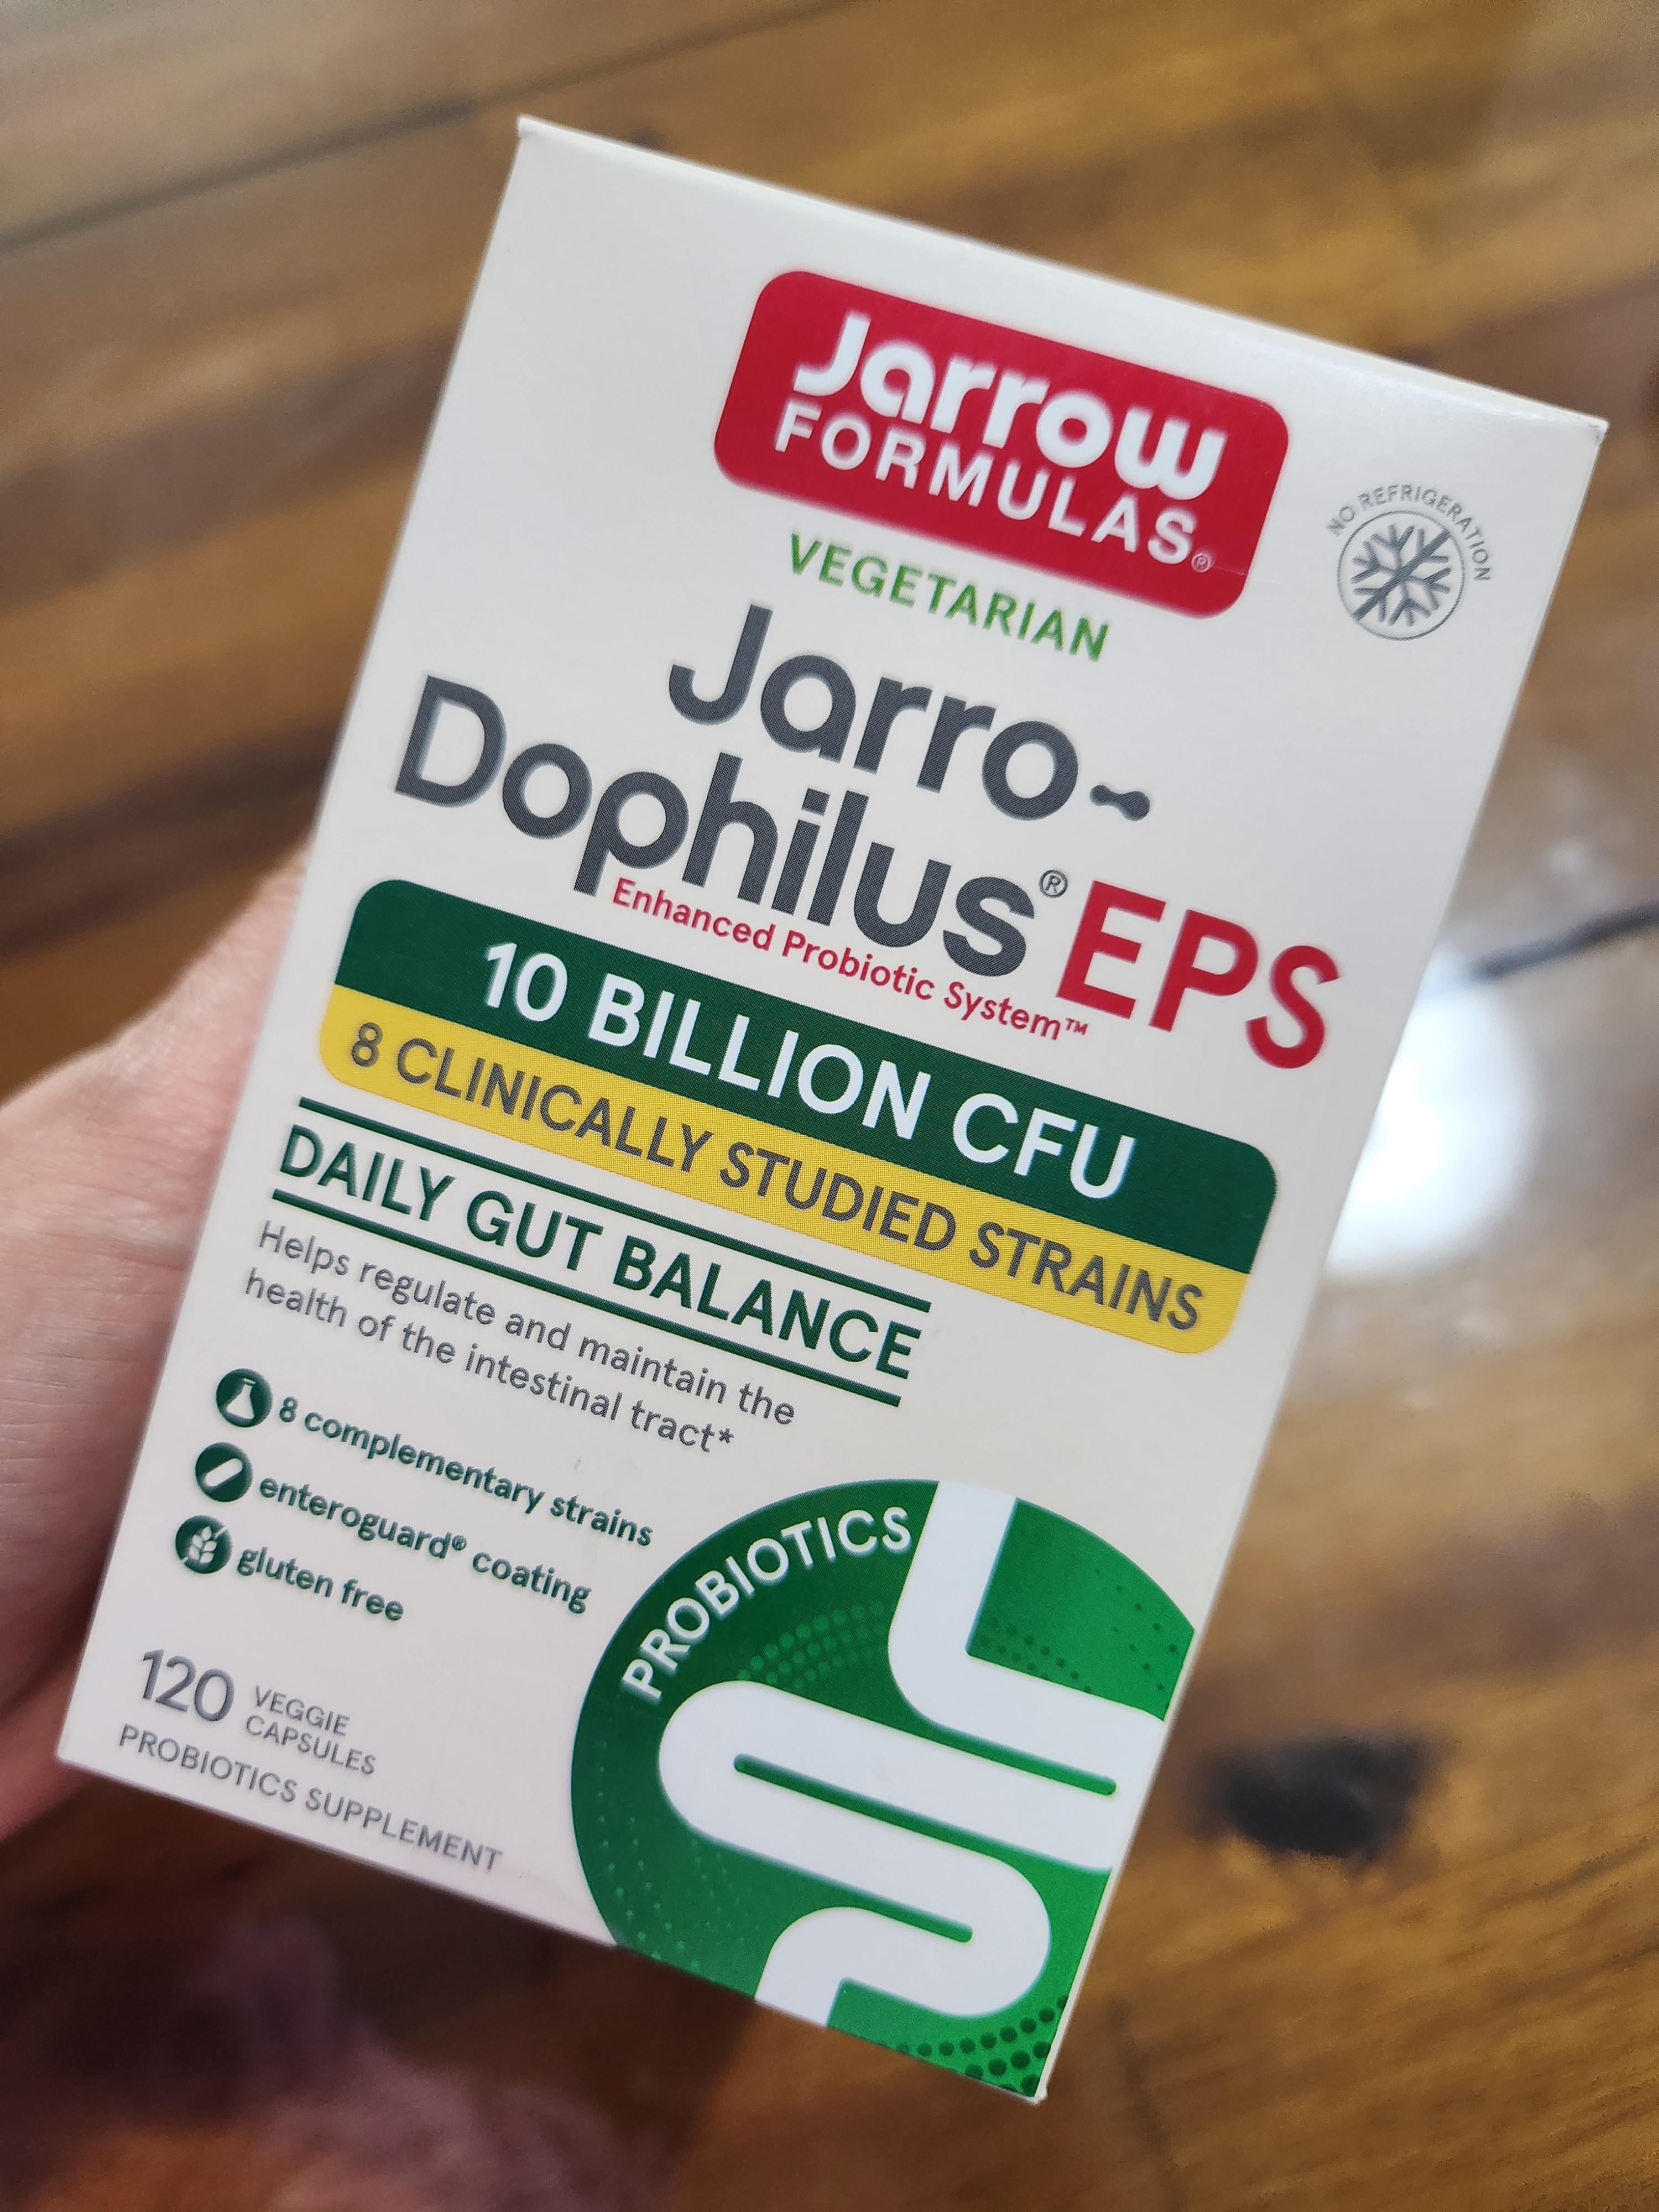 Jarrow
FORMULAS®
NO REFRIGERATION
VEGETARIAN
Jarro-
Dophilus® EPS
Enhanced Probiotic System™
10 BILLION CFU
8 CLINICALLY STUDIED STRAINS
DAILY GUT BALANCE
Helps regulate and maintain the
health of the intestinal tract*
8 complementary strains
enteroguard® coating
gluten free
PROBIOTICS
120 VEGGIE
CAPSULES
PROBIOTICS SUPPLEMENT